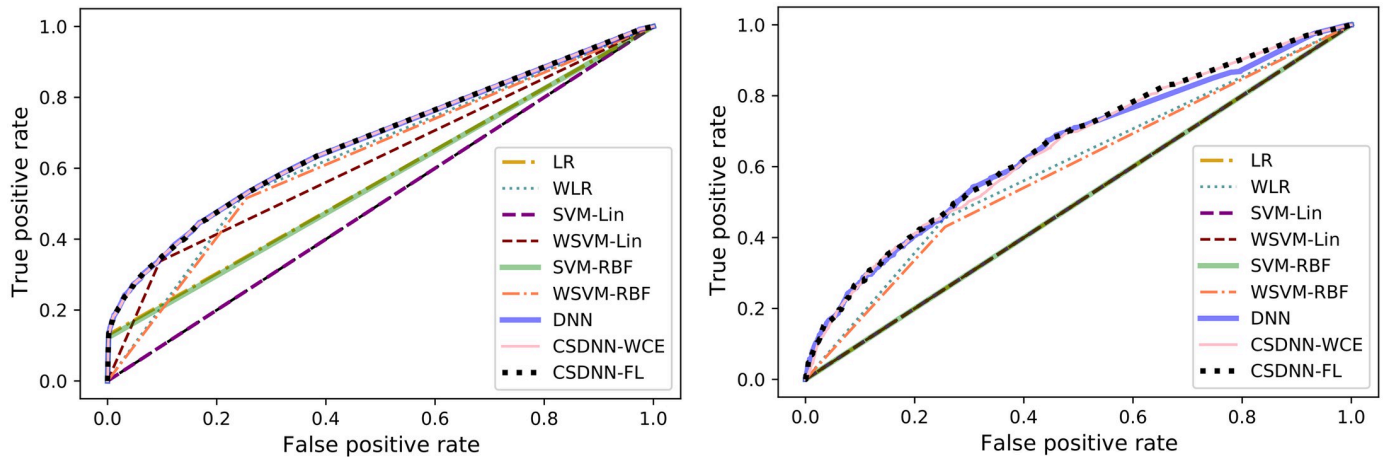 1.0
0.8
0.6
0.4
0.2
0.0
True positive rate
0.0 0.2 0.4 0.6 0.8 1.0
False positive rate
LR
WLR
SVM-Lin
WSVM-Lin
SVM-RBF
WSVM-RBF
DNN
CSDNN-WCE
CSDNN-FL
1.0
0.8
0.6
0.4
0.2
0.0
True positive rate
0.0 0.2 0.4 0.6 0.8 1.0
False positive rate
LR
WLR
SVM-Lin
WSVM-Lin
SVM-RBF
WSVM-RBF
DNN
CSDNN-WCE
CSDNN-FL